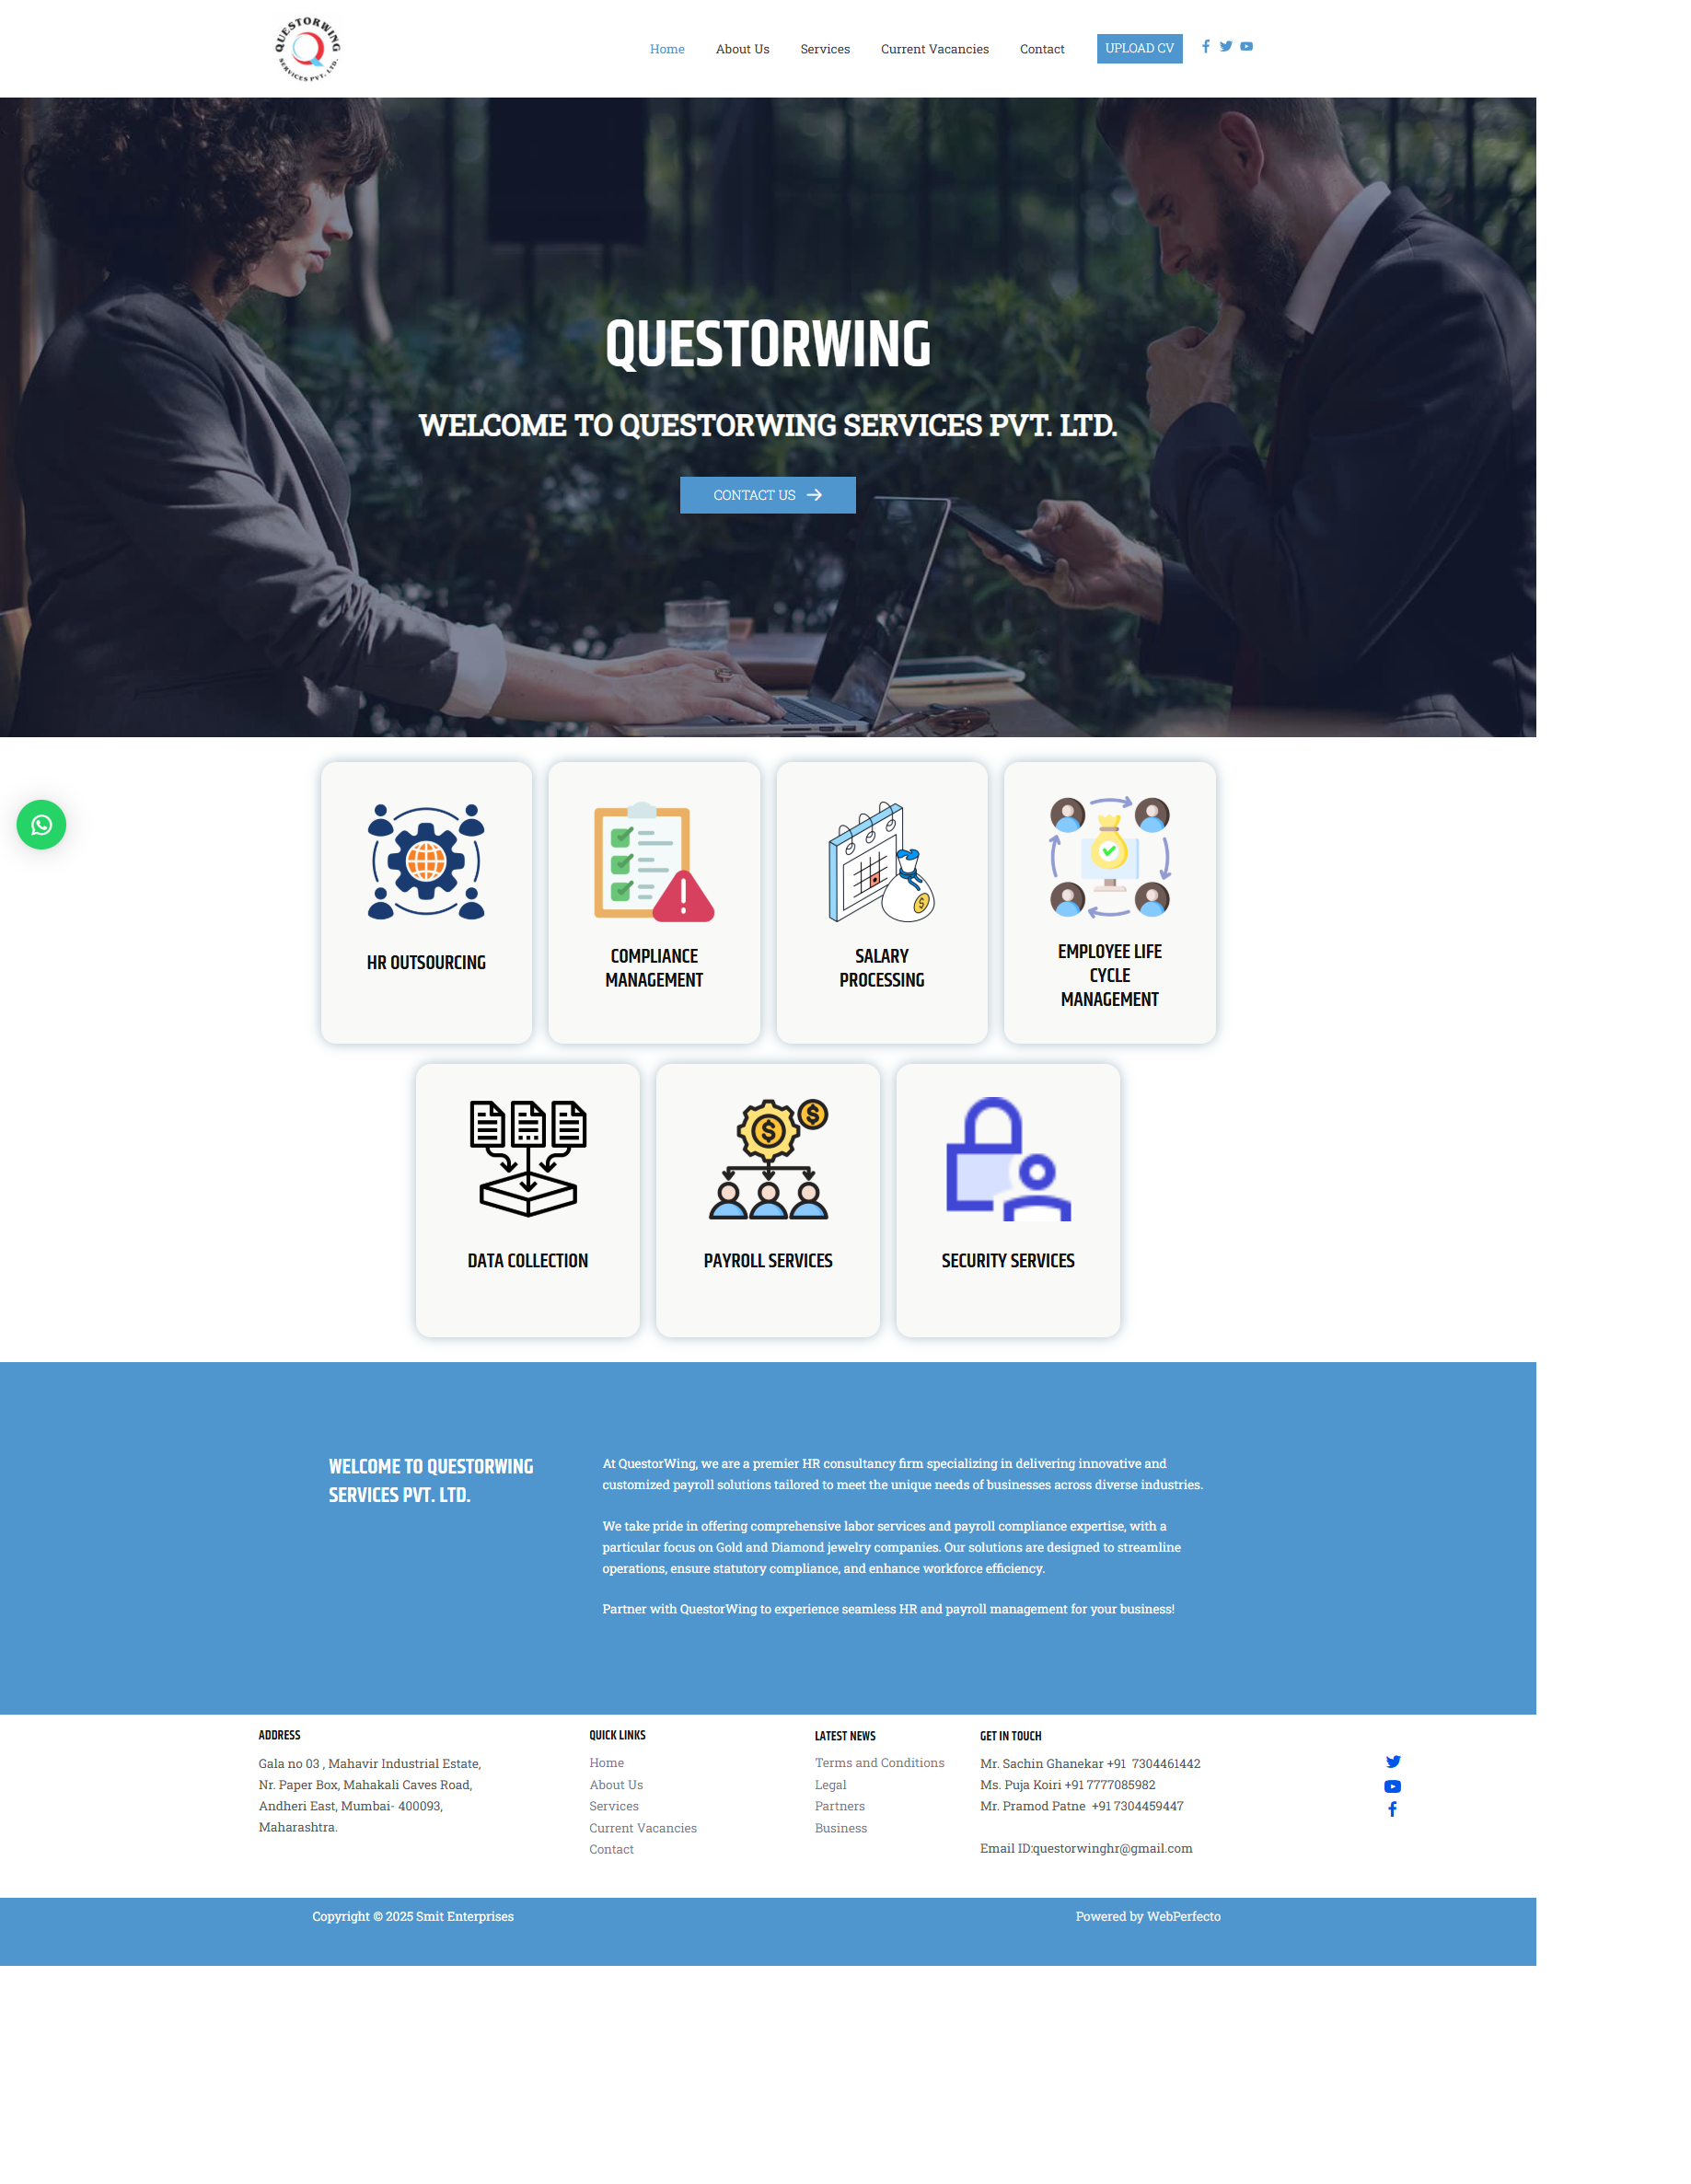 QUESTORWING
SERVICES PVT. LTD.
Home
About Us
Services
Current Vacancies
Contact
UPLOAD CV
QUESTORWING
WELCOME TO QUESTORWING SERVICES PVT. LTD.
CONTACT US
HR OUTSOURCING
COMPLIANCE
MANAGEMENT
SALARY
PROCESSING
EMPLOYEE LIFE
CYCLE
MANAGEMENT
DATA COLLECTION
PAYROLL SERVICES
SECURITY SERVICES
WELCOME TO QUESTORWING
SERVICES PVT. LTD.
At QuestorWing, we are a premier HR consultancy firm specializing in delivering innovative and
customized payroll solutions tailored to meet the unique needs of businesses across diverse industries.
We take pride in offering comprehensive labor services and payroll compliance expertise, with a
particular focus on Gold and Diamond jewelry companies. Our solutions are designed to streamline
operations, ensure statutory compliance, and enhance workforce efficiency.
Partner with QuestorWing to experience seamless HR and payroll management for your business!
ADDRESS
Gala no 03 , Mahavir Industrial Estate,
Nr. Paper Box, Mahakali Caves Road,
Andheri East, Mumbai- 400093,
Maharashtra.
QUICK LINKS
Home
About Us
Services
Current Vacancies
Contact
LATEST NEWS
Terms and Conditions
Legal
Partners
Business
GET IN TOUCH
Mr. Sachin Ghanekar +91  7304461442
Ms. Puja Koiri +91 7777085982
Mr. Pramod Patne  +91 7304459447
Email ID:questorwinghr@gmail.com
Copyright © 2025 Smit Enterprises
Powered by WebPerfecto